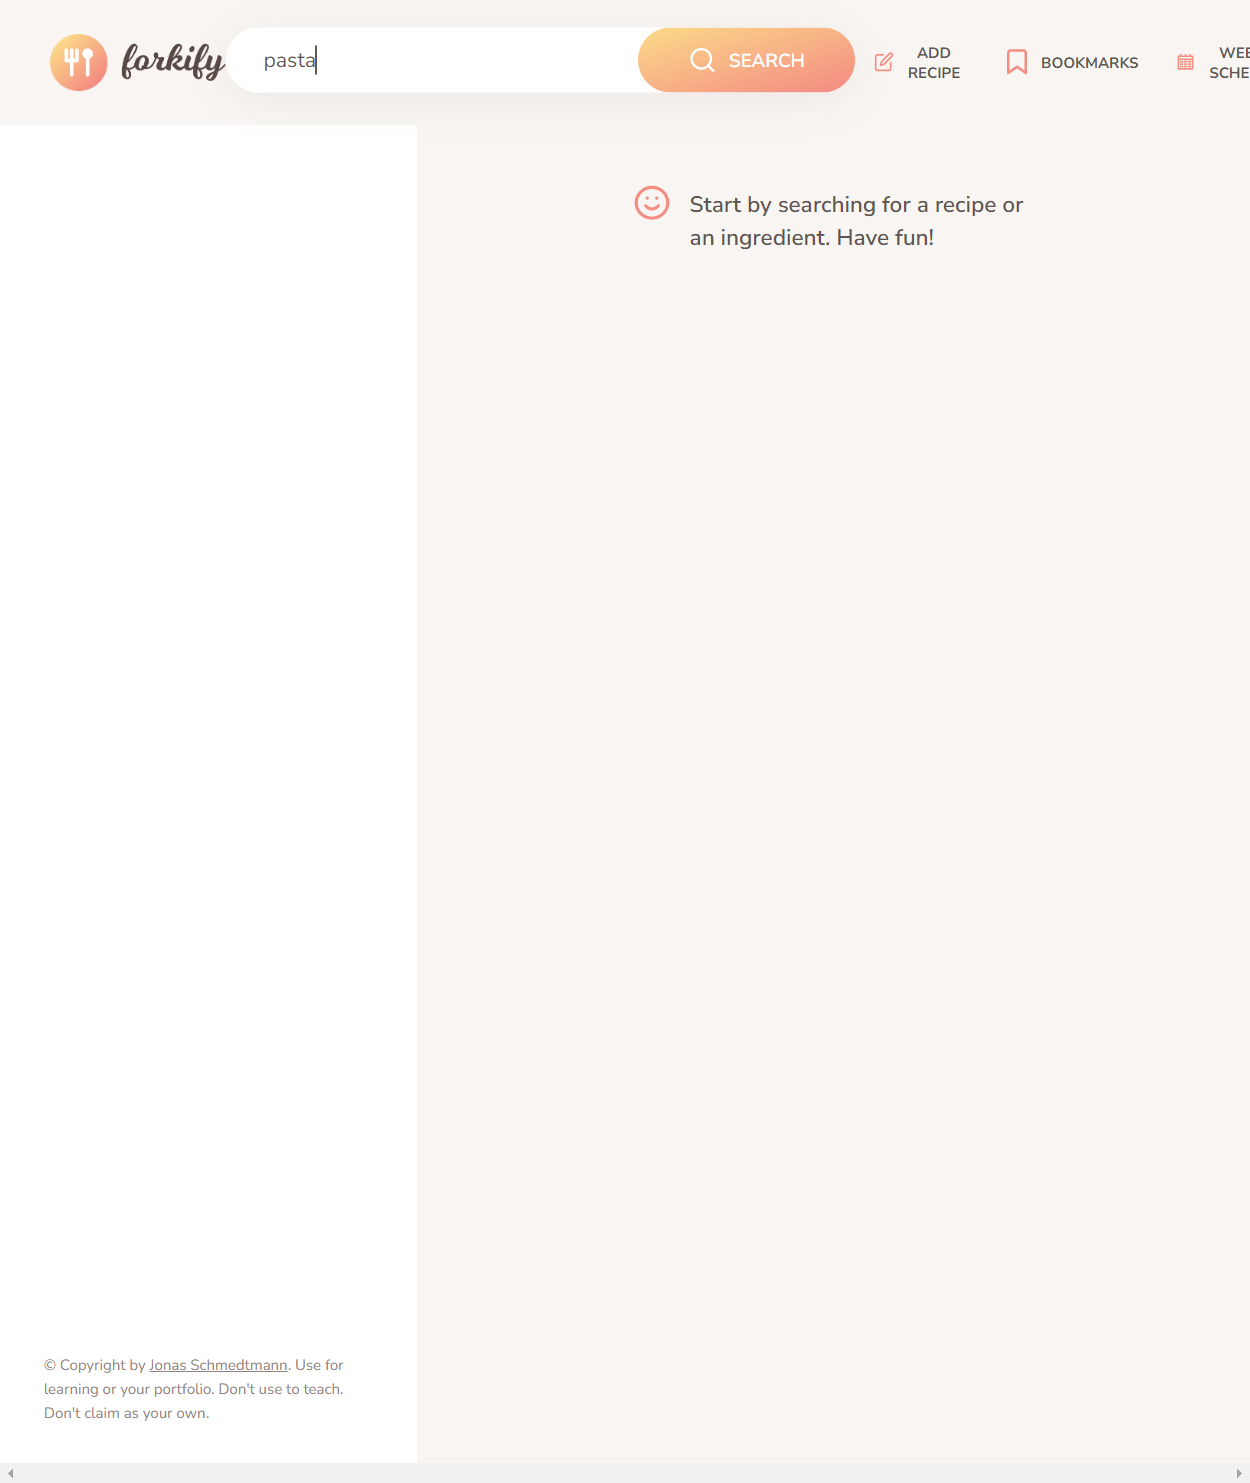 forkify
pasta
SEARCH
ADD
RECIPE
BOOKMARKS
WEE
SCHE
Start by searching for a recipe or
an ingredient. Have fun!
© Copyright by Jonas Schmedtmann. Use for
learning or your portfolio. Don't use to teach.
Don't claim as your own.